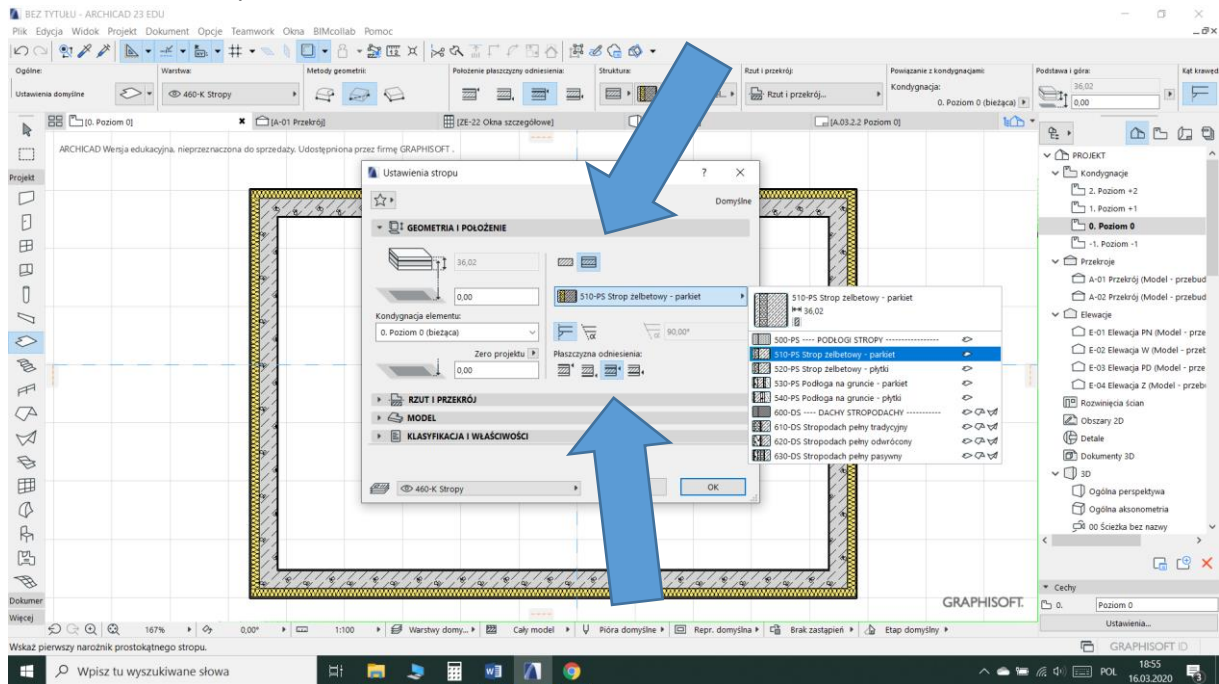 BEZ TYTUŁU - ARCHICAD 23 EDU
Plik Edycja Widok Projekt Dokument Opcje Teamwork Okna BIMcollab Pomoc
Ogólne: Warstwa: Metody geometrii: Położenie płaszczyzny odniesienia: Struktura: Rzut i przekrój: Powiązanie z kondygnacjami: Podstawa i góra: Kąt krawęd
Ustawienia domyślne 460-K Stropy Rzut i przekrój... Kondygnacja: 36,02
0. Poziom 0 (bieżąca) 0,00
[0. Poziom 0] [A-01 Przekrój] [ZE-22 Okna szczegółowe] [A.03.2.2 Poziom 0]
ARCHICAD Wersja edukacyjna, nieprzeznaczona do sprzedaży. Udostępniona przez firmę GRAPHISOFT .
Projekt
Ustawienia stropu ? ×
Domyślne
GEOMETRIA I POŁOŻENIE
36,02
0,00
510-PS Strop żelbetowy - parkiet
Kondygnacja elementu:
0. Poziom 0 (bieżąca)
90,00°
Zero projektu
Płaszczyzna odniesienia:
0,00
RZUT I PRZEKRÓJ
MODEL
KLASYFIKACJA I WŁAŚCIWOŚCI
460-K Stropy
OK
510-PS Strop żelbetowy - parkiet
36,02
500-PS ---- PODŁOGI STROPY ----------------
510-PS Strop żelbetowy - parkiet
520-PS Strop żelbetowy - płytki
530-PS Podłoga na gruncie - parkiet
540-PS Podłoga na gruncie - płytki
600-DS ---- DACHY STROPODACHY -----------
610-DS Stropodach pełny tradycyjny
620-DS Stropodach pełny odwrócony
630-DS Stropodach pełny pasywny
PROJEKT
Kondygnacje
2. Poziom +2
1. Poziom +1
0. Poziom 0
-1. Poziom -1
Przekroje
A-01 Przekrój (Model - przebud
A-02 Przekrój (Model - przebud
Elewacje
E-01 Elewacja PN (Model - prze
E-02 Elewacja W (Model - przeb
E-03 Elewacja PD (Model - prze
E-04 Elewacja Z (Model - przebu
Rozwinięcia ścian
Obszary 2D
Detale
Dokumenty 3D
3D
Ogólna perspektywa
Ogólna aksonometria
00 Ścieżka bez nazwy
Cechy
0. Poziom 0
Ustawienia...
GRAPHISOFT.
Dokumer
Więcej
167% 0,00° 1:100 Warstwy domy... Cały model Pióra domyślne Repr. domyślna Brak zastąpień Etap domyślny
Wskaż pierwszy narożnik prostokątnego stropu.
GRAPHISOFT ID
Wpisz tu wyszukiwane słowa
POL
18:55
16.03.2020
3